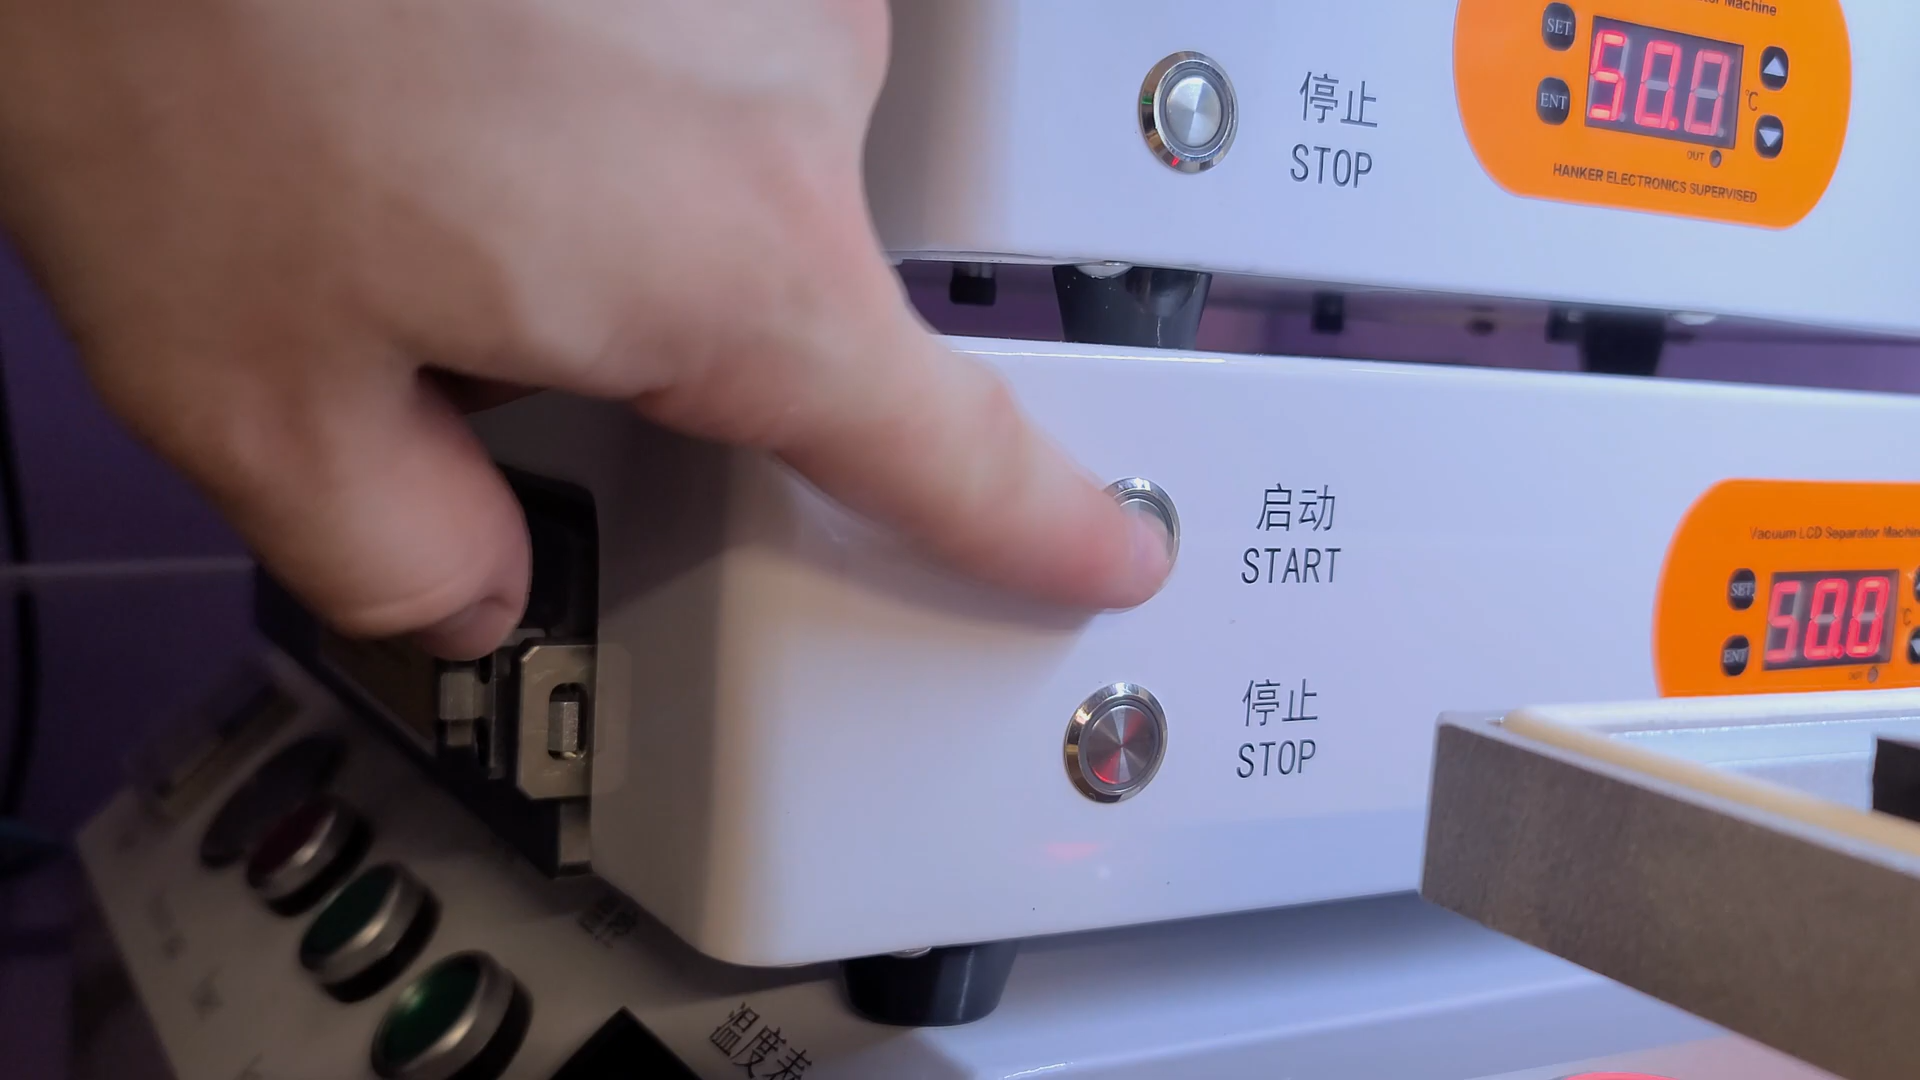 SET
50.0
°C
ENT
OUT
HANKER ELECTRONICS SUPERVISED
停止
STOP
启动
START
停止
STOP
Vacuum LCD Separator Machine
SET
50.0
ENT
OUT
温度表